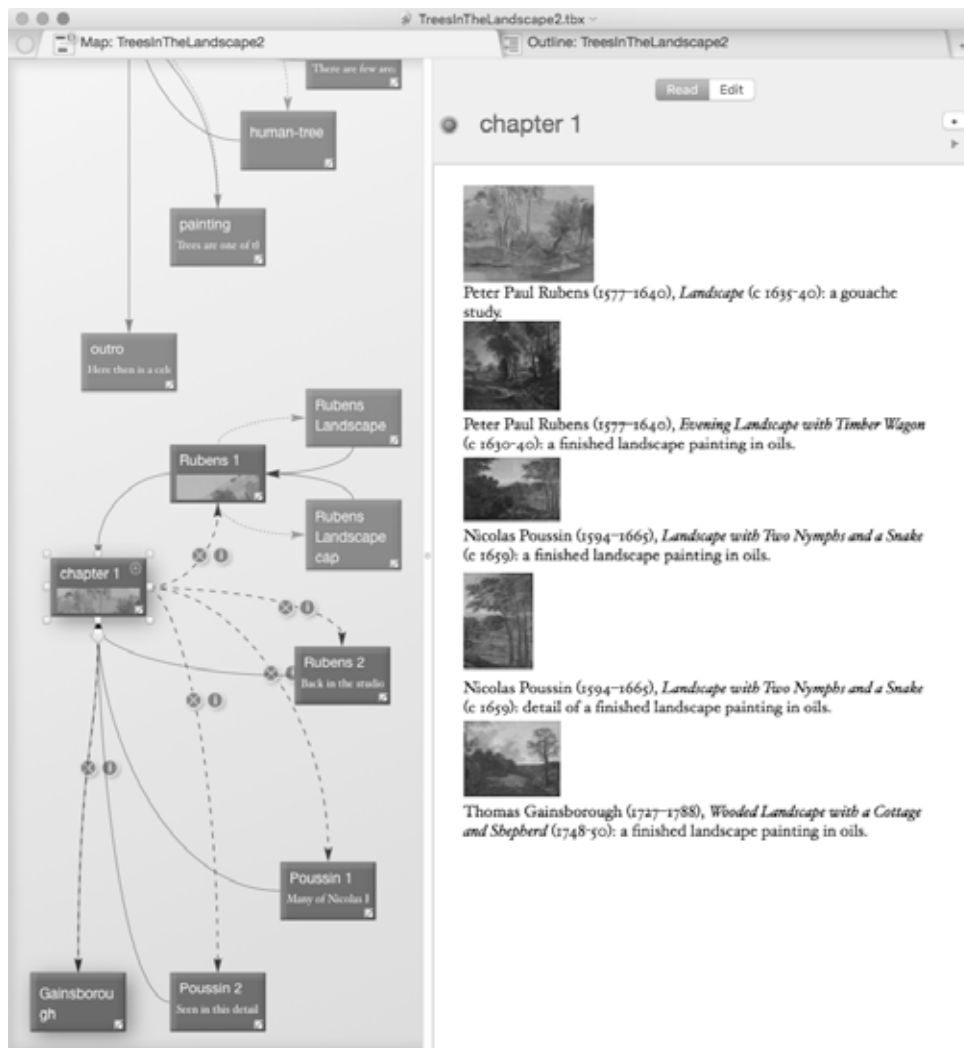 TreesInTheLandscape2.tbx
Map: TreesInTheLandscape2
Outline: TreesInTheLandscape2
There are few are
human-tree
painting
Trees are one of th
outro
Here then is a cele
Rubens
Landscape
Rubens 1
Rubens
Landscape
cap
chapter 1
Rubens 2
Back in the studio
Poussin 1
Many of Nicolas P
Gainsborou
gh
Poussin 2
Seen in this detail
Read
Edit
chapter 1
Peter Paul Rubens (1577–1640), Landscape (c 1635-40): a gouache
study.
Peter Paul Rubens (1577–1640), Evening Landscape with Timber Wagon
(c 1630-40): a finished landscape painting in oils.
Nicolas Poussin (1594–1665), Landscape with Two Nymphs and a Snake
(c 1659): a finished landscape painting in oils.
Nicolas Poussin (1594–1665), Landscape with Two Nymphs and a Snake
(c 1659): detail of a finished landscape painting in oils.
Thomas Gainsborough (1727–1788), Wooded Landscape with a Cottage
and Shepherd (1748-50): a finished landscape painting in oils.